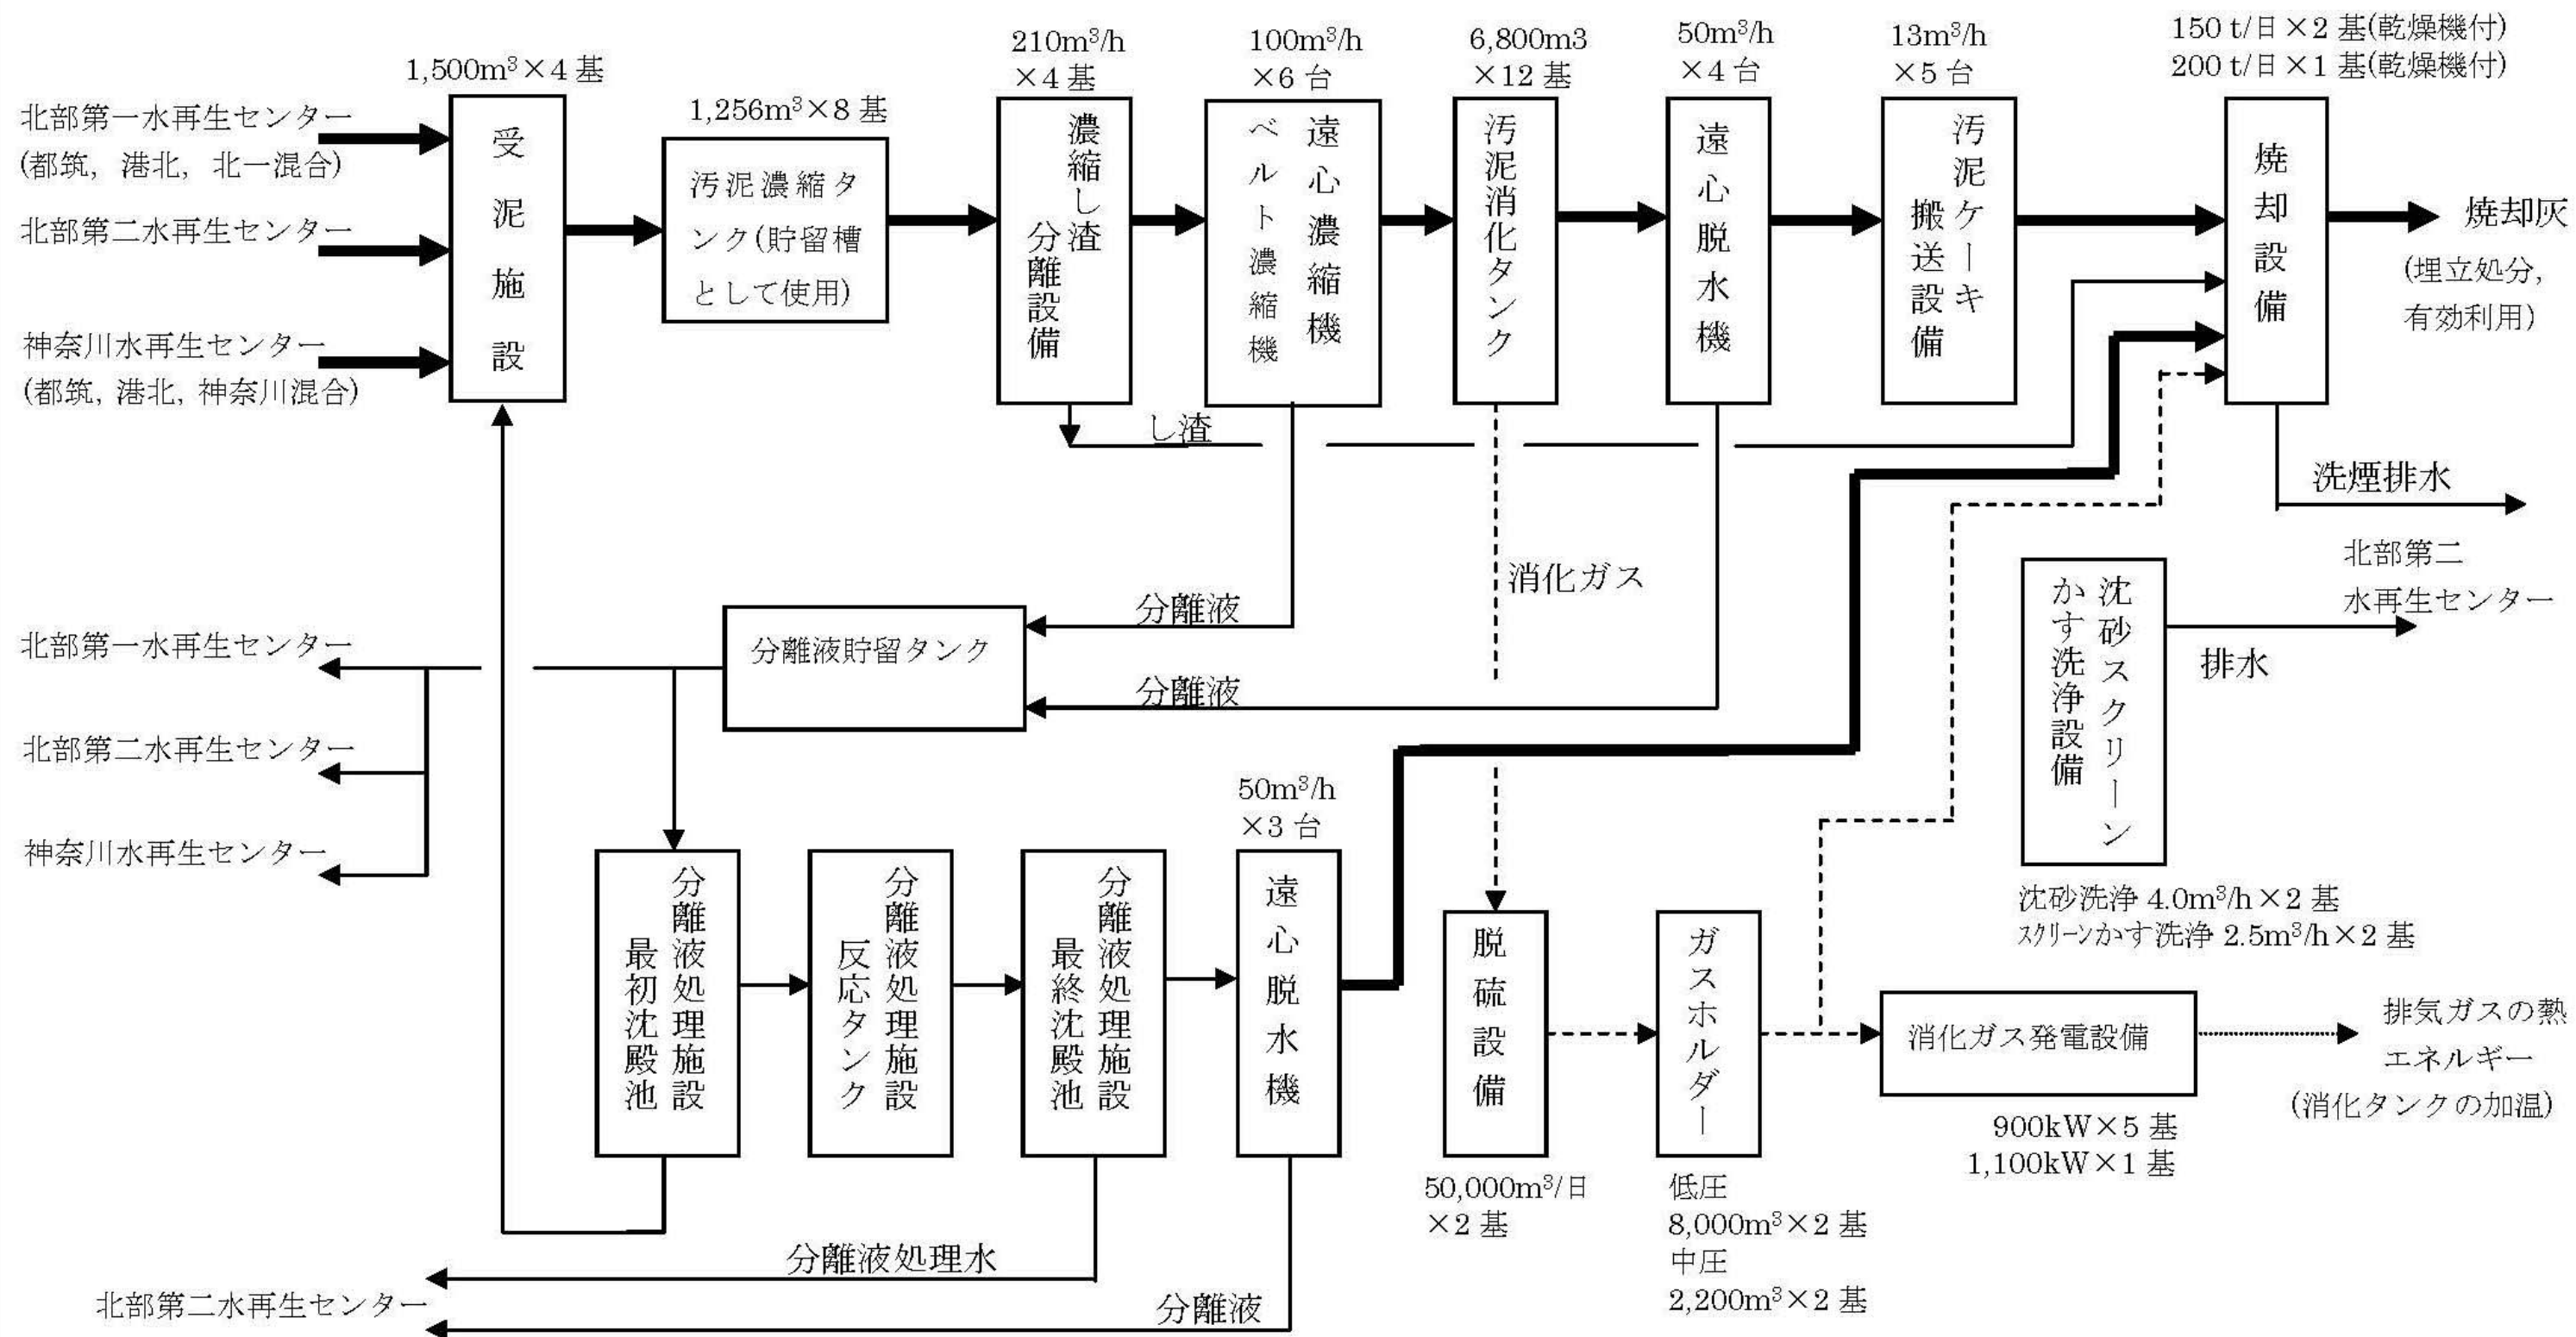 1,500m³×4 基
北部第一水再生センター
(都筑, 港北, 北一混合)
北部第二水再生センター
神奈川水再生センター
(都筑, 港北, 神奈川混合)
受泥施設
1,256m³×8 基
汚泥濃縮タ
ンク(貯留槽
として使用)
210m³/h
×4 基
濃縮し渣
分離設備
100m³/h
×6 台
遠心濃縮機
ベルト濃縮機
6,800m3
×12 基
汚泥消化タンク
50m³/h
×4 台
遠心脱水機
13m³/h
×5 台
汚泥ケーキ
搬送設備
150 t/日×2 基(乾燥機付)
200 t/日×1 基(乾燥機付)
焼却設備
焼却灰
(埋立処分,
有効利用)
し渣
洗煙排水
北部第二
水再生センター
消化ガス
沈砂スクリーン
かす洗浄設備
排水
沈砂洗浄 4.0m³/h×2 基
スクリーンかす洗浄 2.5m³/h×2 基
分離液
分離液
分離液貯留タンク
北部第一水再生センター
北部第二水再生センター
神奈川水再生センター
分離液処理施設
最初沈殿池
分離液処理施設
反応タンク
分離液処理施設
最終沈殿池
50m³/h
×3 台
遠心脱水機
脱硫設備
50,000m³/日
×2 基
ガスホルダー
低圧
8,000m³×2 基
中圧
2,200m³×2 基
消化ガス発電設備
900kW×5 基
1,100kW×1 基
排気ガスの熱
エネルギー
(消化タンクの加温)
分離液処理水
北部第二水再生センター
分離液